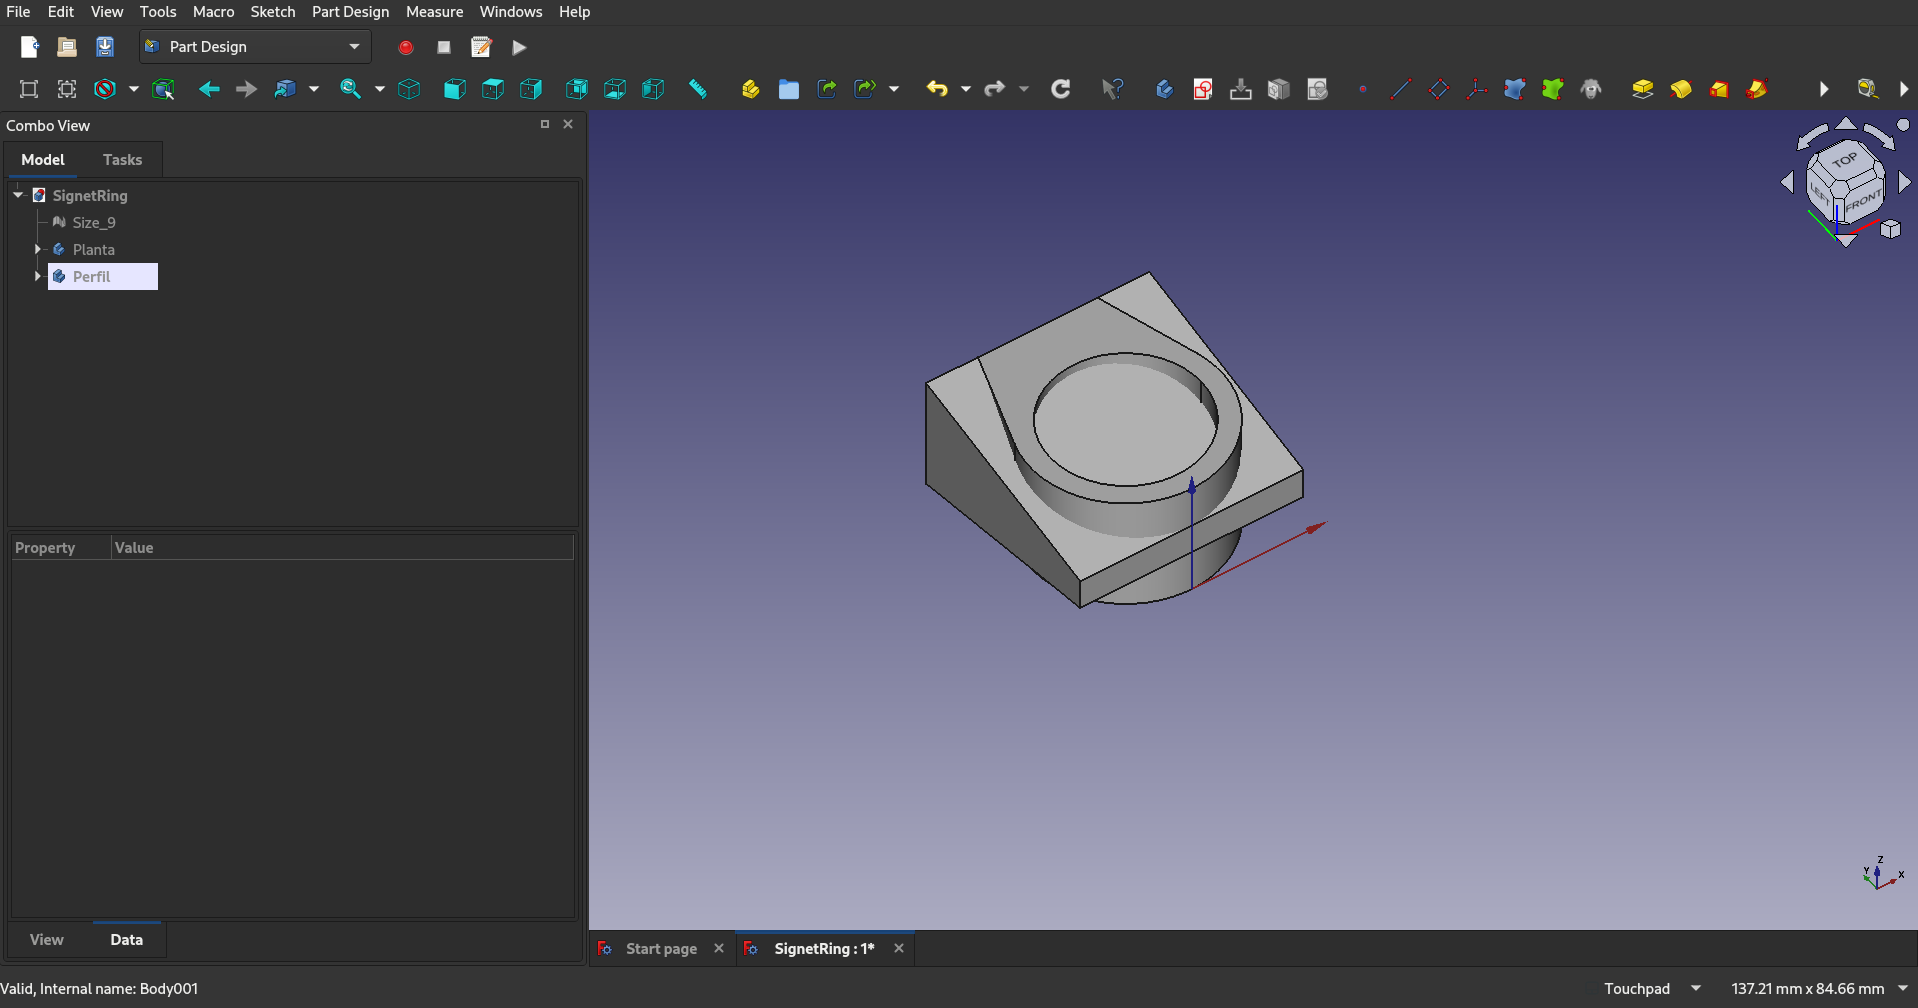 File Edit View Tools Macro Sketch Part Design Measure Windows Help
Part Design
Combo View
Model Tasks
SignetRing
Size_9
Planta
Perfil
Property Value
View Data
TOP
LEFT FRONT
Z
Y X
Start page SignetRing : 1*
Valid, Internal name: Body001 Touchpad 137.21 mm x 84.66 mm